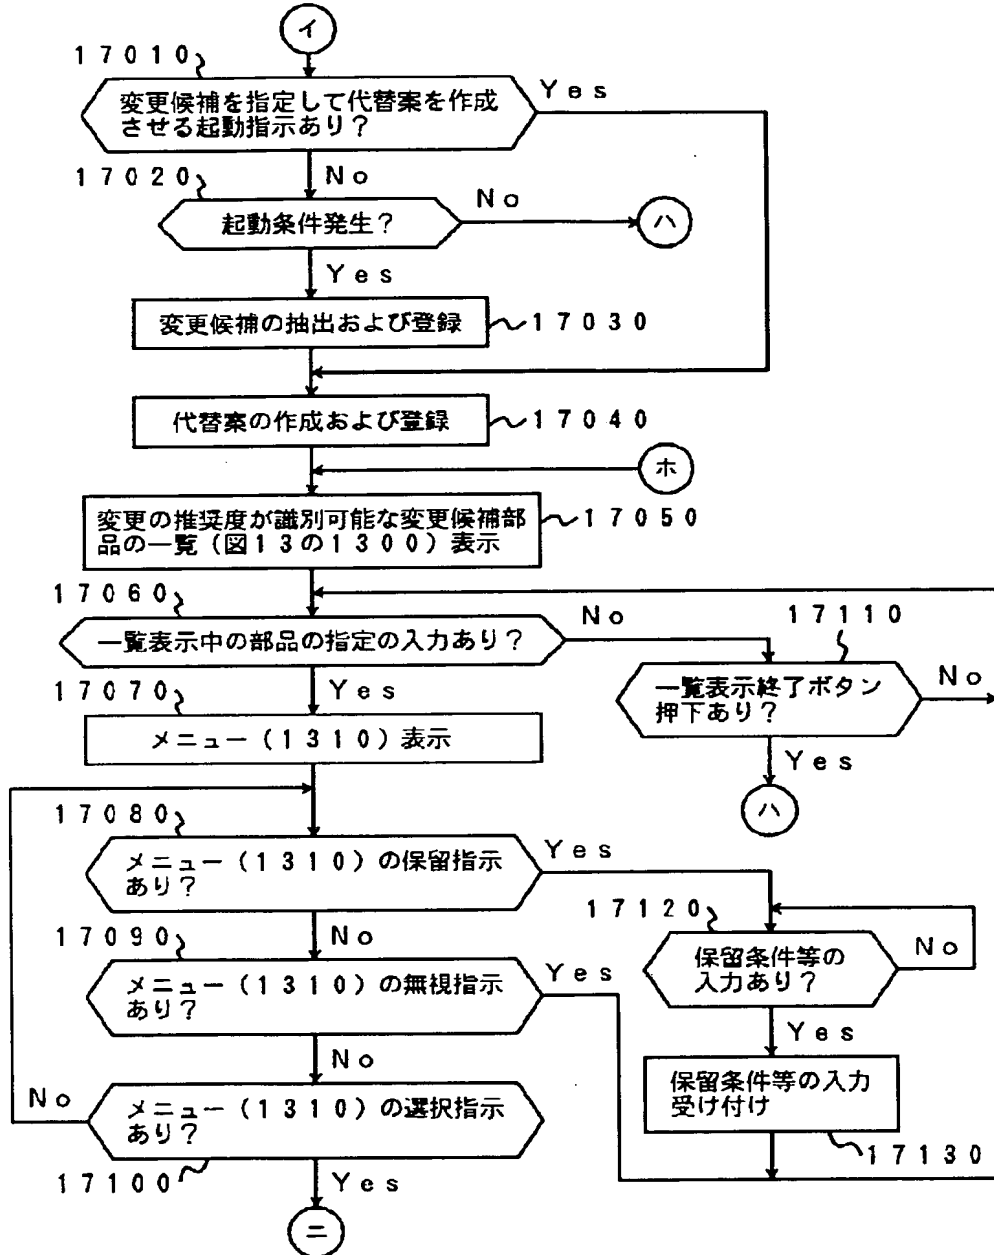 イ
17010
変更候補を指定して代替案を作成
させる起動指示あり？
Yes
No
17020
起動条件発生？
No
ハ
Yes
変更候補の抽出および登録
17030
代替案の作成および登録
17040
ホ
変更の推奨度が識別可能な変更候補部
品の一覧（図13の1300）表示
17050
17060
一覧表示中の部品の指定の入力あり？
No
17110
一覧表示終了ボタン
押下あり？
No
Yes
ハ
Yes
17070
メニュー（1310）表示
17080
メニュー（1310）の保留指示
あり？
Yes
17120
保留条件等の
入力あり？
No
Yes
保留条件等の入力
受け付け
17130
No
17090
メニュー（1310）の無視指示
あり？
Yes
No
メニュー（1310）の選択指示
あり？
No
17100
Yes
ニ